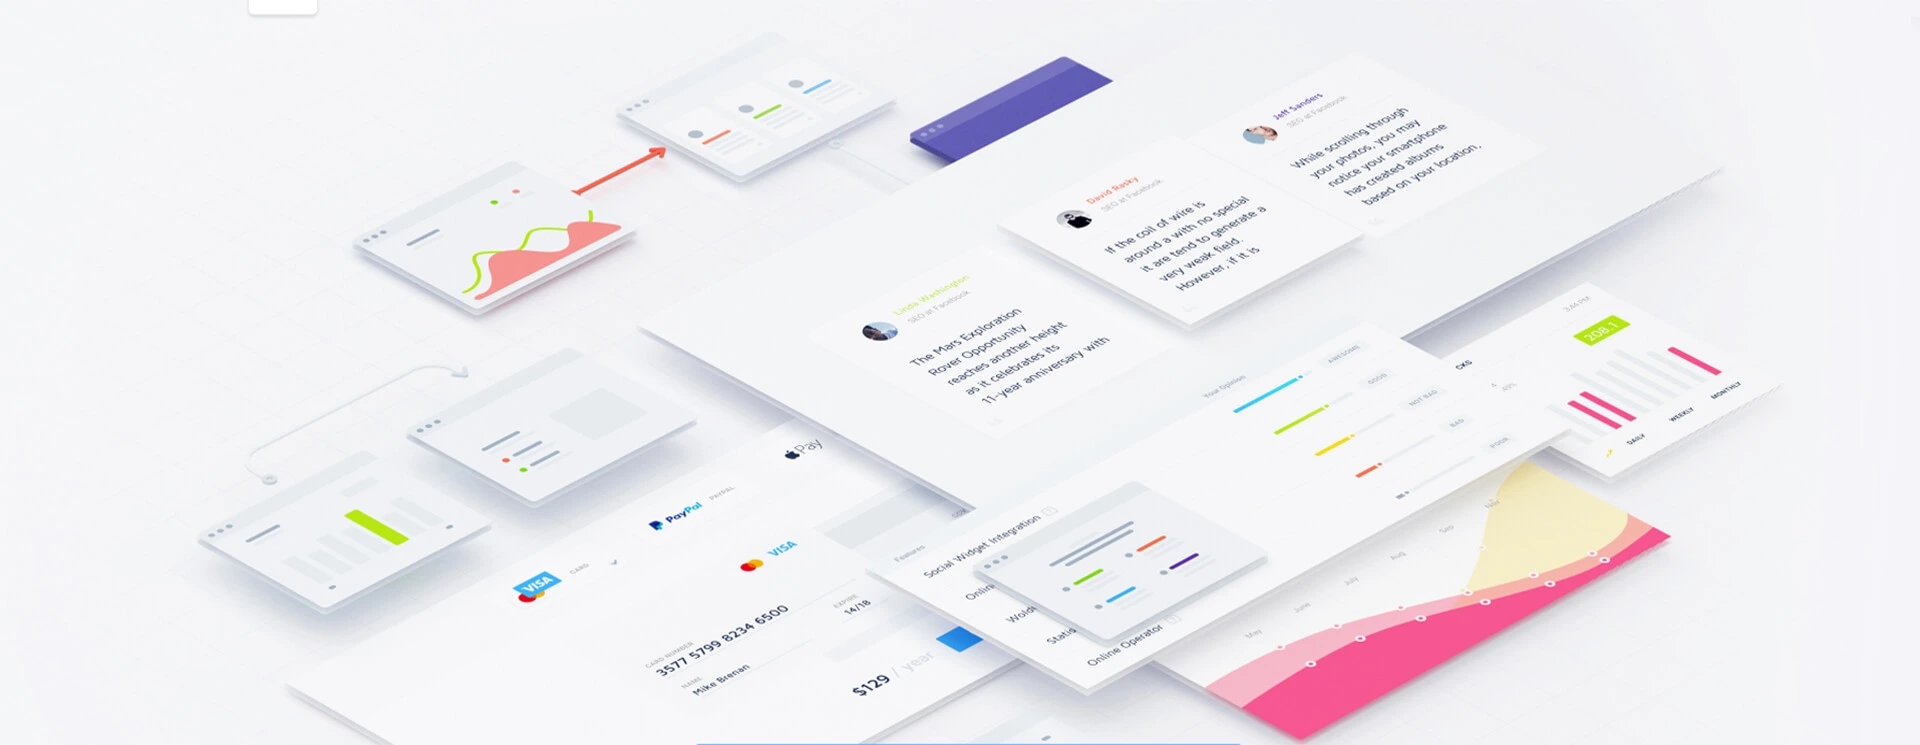 Jeff Sanders
SEO at Facebook
While scrolling through
your photos, you may
notice your smartphone
has created albums
based on your location,
David Rasky
SEO at Facebook
If the coil of wire is
around a with no special
it are tend to generate a
very weak field.
However, if it is
Linda Washington
SEO at Facebook
The Mars Exploration
Rover Opportunity
reaches another height
as it celebrates its
11-year anniversary with
3:46 PM
208.1
CKS
40%
DAILY
WEEKLY
MONTHLY
Your Opinion
AWESOME
GOOD
NOT BAD
BAD
POOR
Pay
PayPal
PAYPAL
VISA
CARD
VISA
CARD NUMBER
3577 5799 8234 6500
EXPIRE
14/18
NAME
Mike Brenan
$129 / year
Features
Social Widget Integration
Onlin
Statis
Online Operator
May
June
July
Aug
Sep
Nov